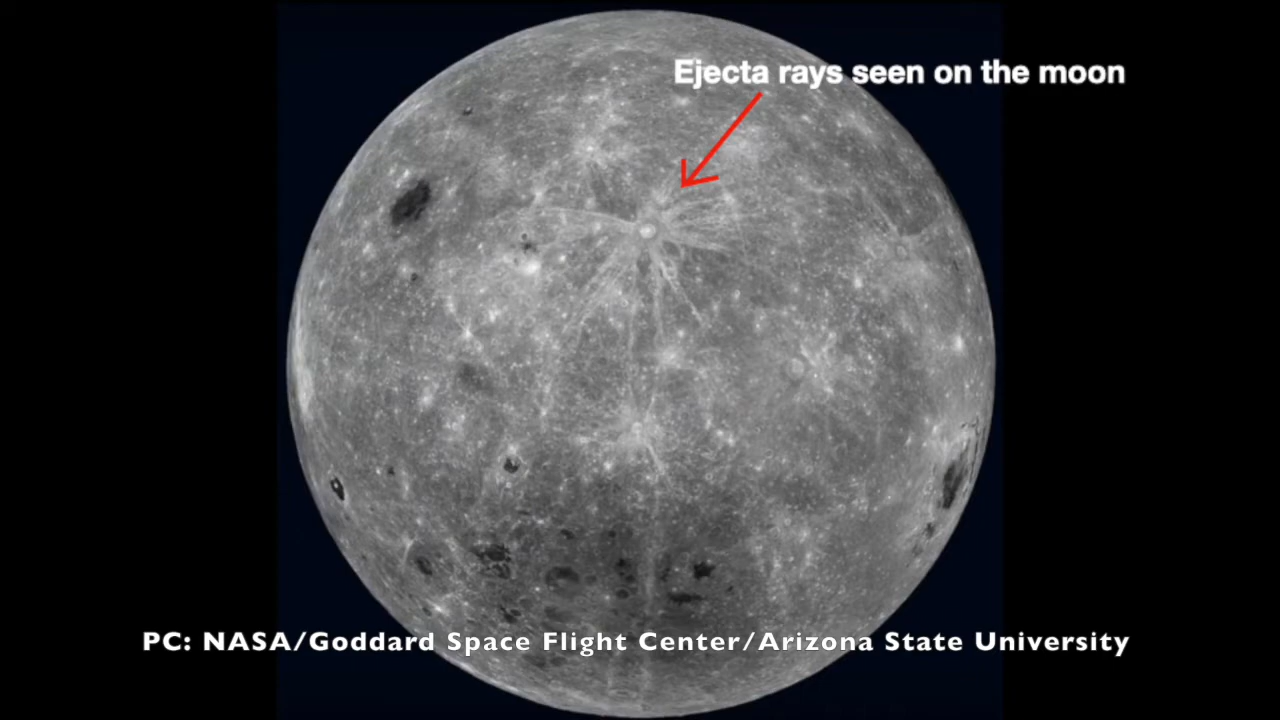 Ejecta rays seen on the moon
PC: NASA/Goddard Space Flight Center/Arizona State University